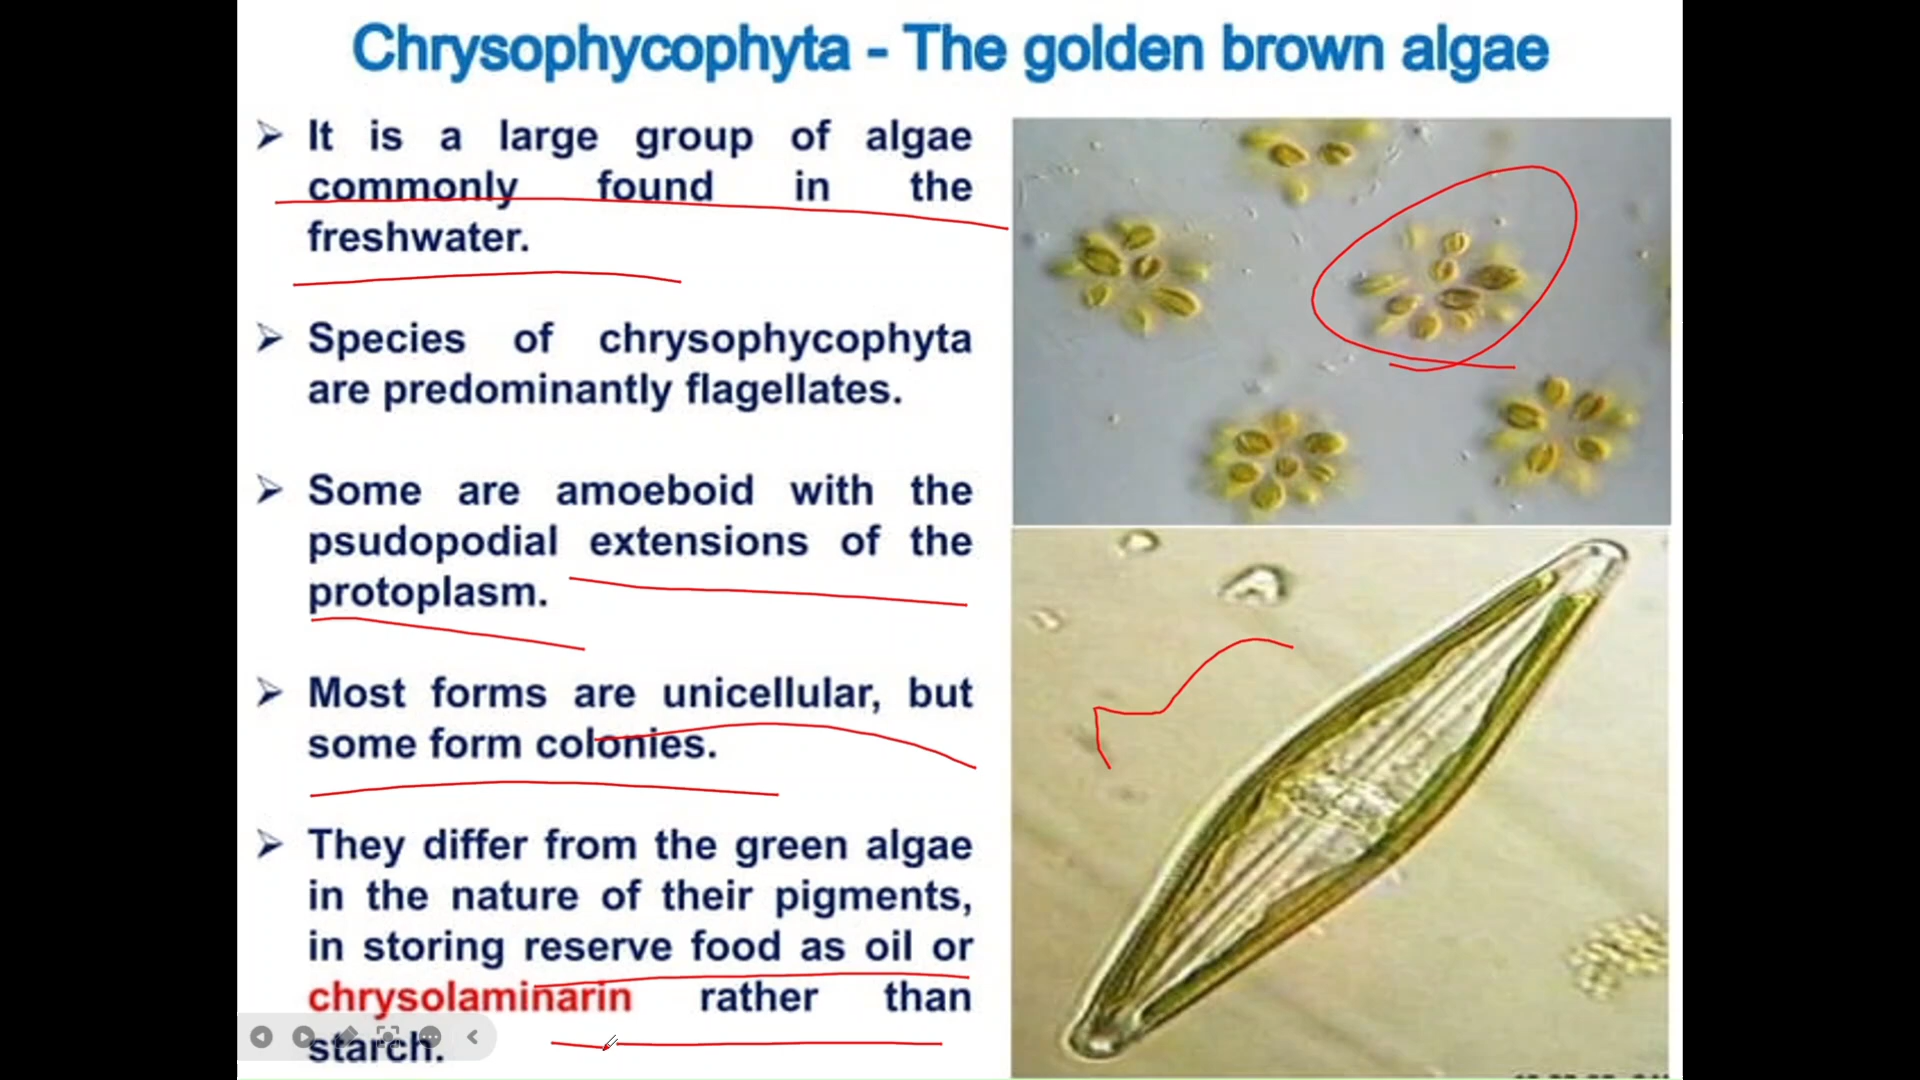 Chrysophycophyta - The golden brown algae
➢ It is a large group of algae
commonly found in the
freshwater.
➢ Species of chrysophycophyta
are predominantly flagellates.
➢ Some are amoeboid with the
psudopodial extensions of the
protoplasm.
➢ Most forms are unicellular, but
some form colonies.
➢ They differ from the green algae
in the nature of their pigments,
in storing reserve food as oil or
chrysolaminarin rather than
starch.